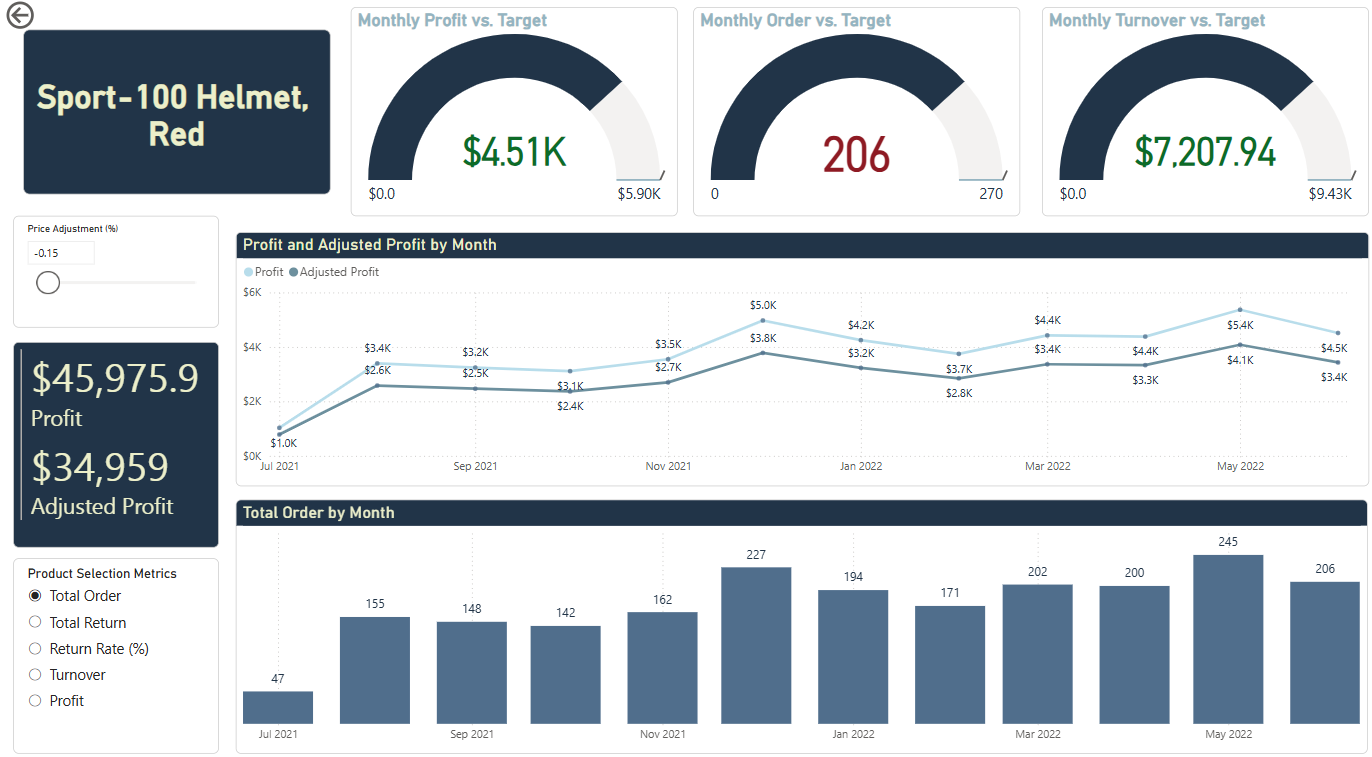 Sport-100 Helmet,
Red
Monthly Profit vs. Target
$4.51K
$0.0
$5.90K
Monthly Order vs. Target
206
0
270
Monthly Turnover vs. Target
$7,207.94
$0.0
$9.43K
Price Adjustment (%)
-0.15
$45,975.9
Profit
$34,959
Adjusted Profit
Product Selection Metrics
Total Order
Total Return
Return Rate (%)
Turnover
Profit
Profit and Adjusted Profit by Month
Profit Adjusted Profit
$6K
$4K
$2K
$0K
$1.0K
$3.4K
$2.6K
$3.2K
$2.5K
$3.1K
$2.4K
$3.5K
$2.7K
$5.0K
$3.8K
$4.2K
$3.2K
$3.7K
$2.8K
$4.4K
$3.4K
$4.4K
$3.3K
$5.4K
$4.1K
$4.5K
$3.4K
Jul 2021 Sep 2021 Nov 2021 Jan 2022 Mar 2022 May 2022
Total Order by Month
47
155
148
142
162
227
194
171
202
200
245
206
Jul 2021 Sep 2021 Nov 2021 Jan 2022 Mar 2022 May 2022